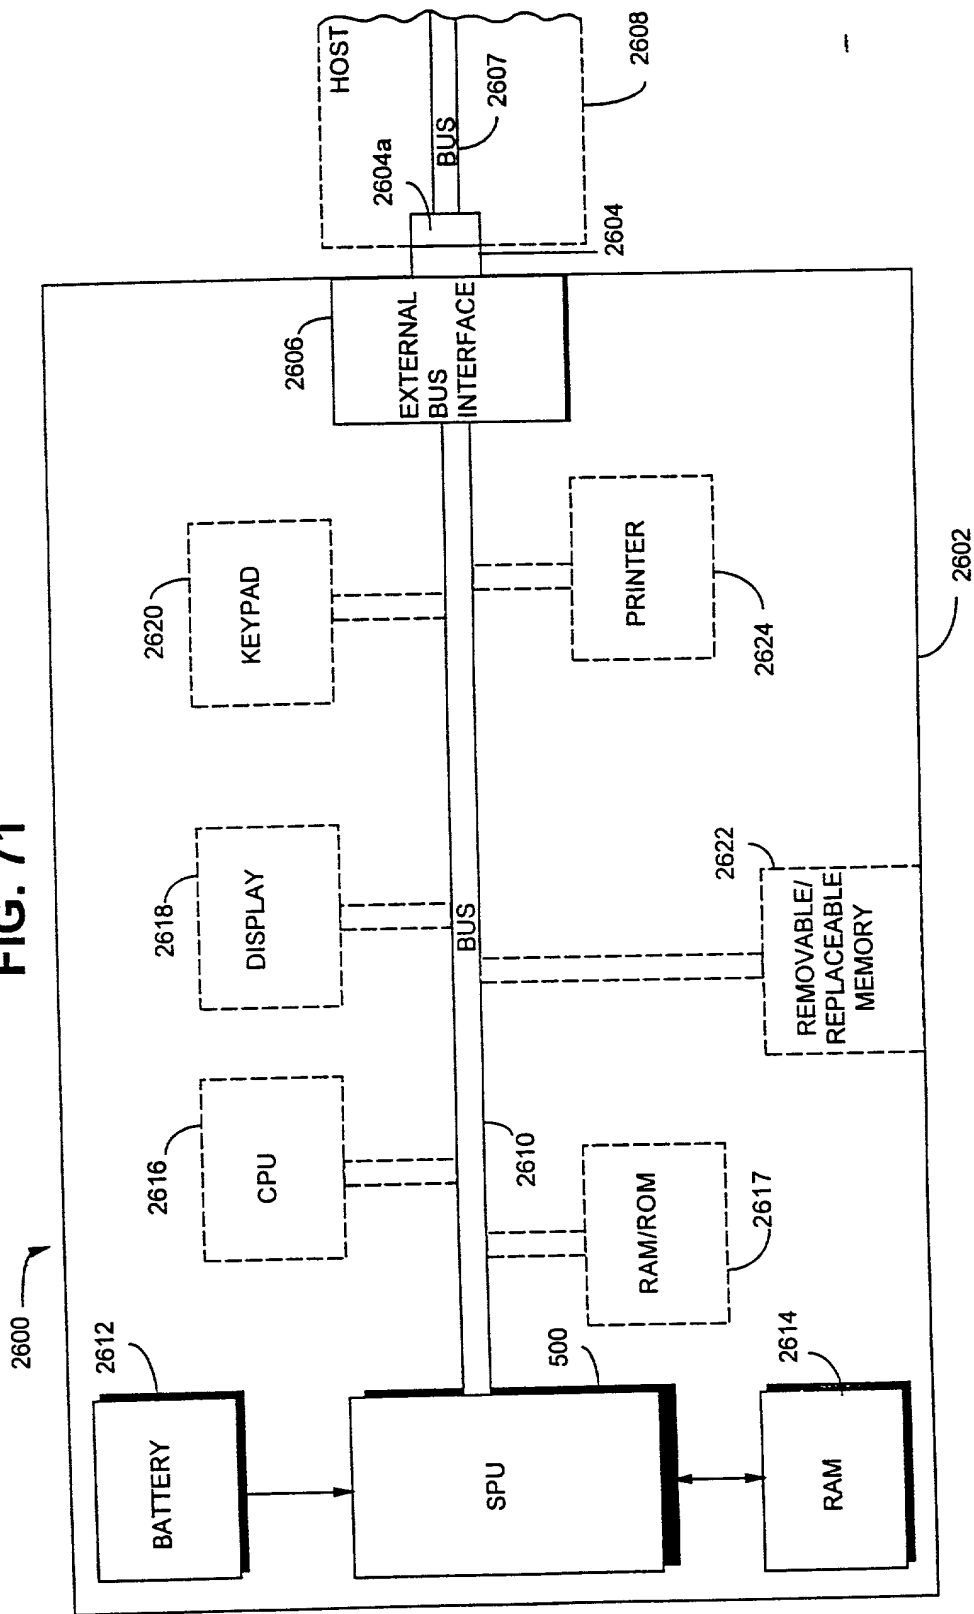 FIG. 71
2600
2612
BATTERY
2616
CPU
2618
DISPLAY
2620
KEYPAD
2606
EXTERNAL
BUS
INTERFACE
2604a
HOST
BUS
2607
2604
2608
SPU
500
BUS
2610
RAM/ROM
2617
2622
REMOVABLE/
REPLACEABLE
MEMORY
PRINTER
2624
RAM
2614
2602